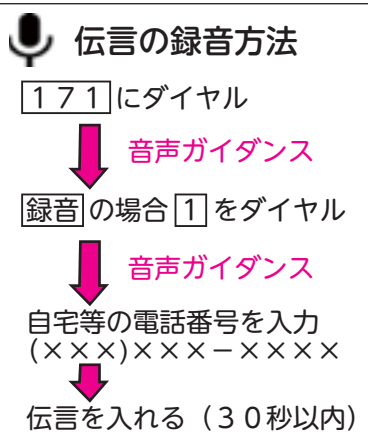 伝言の録音方法
１７１にダイヤル
音声ガイダンス
録音の場合１をダイヤル
音声ガイダンス
自宅等の電話番号を入力
(×××)×××－××××
伝言を入れる（３０秒以内）